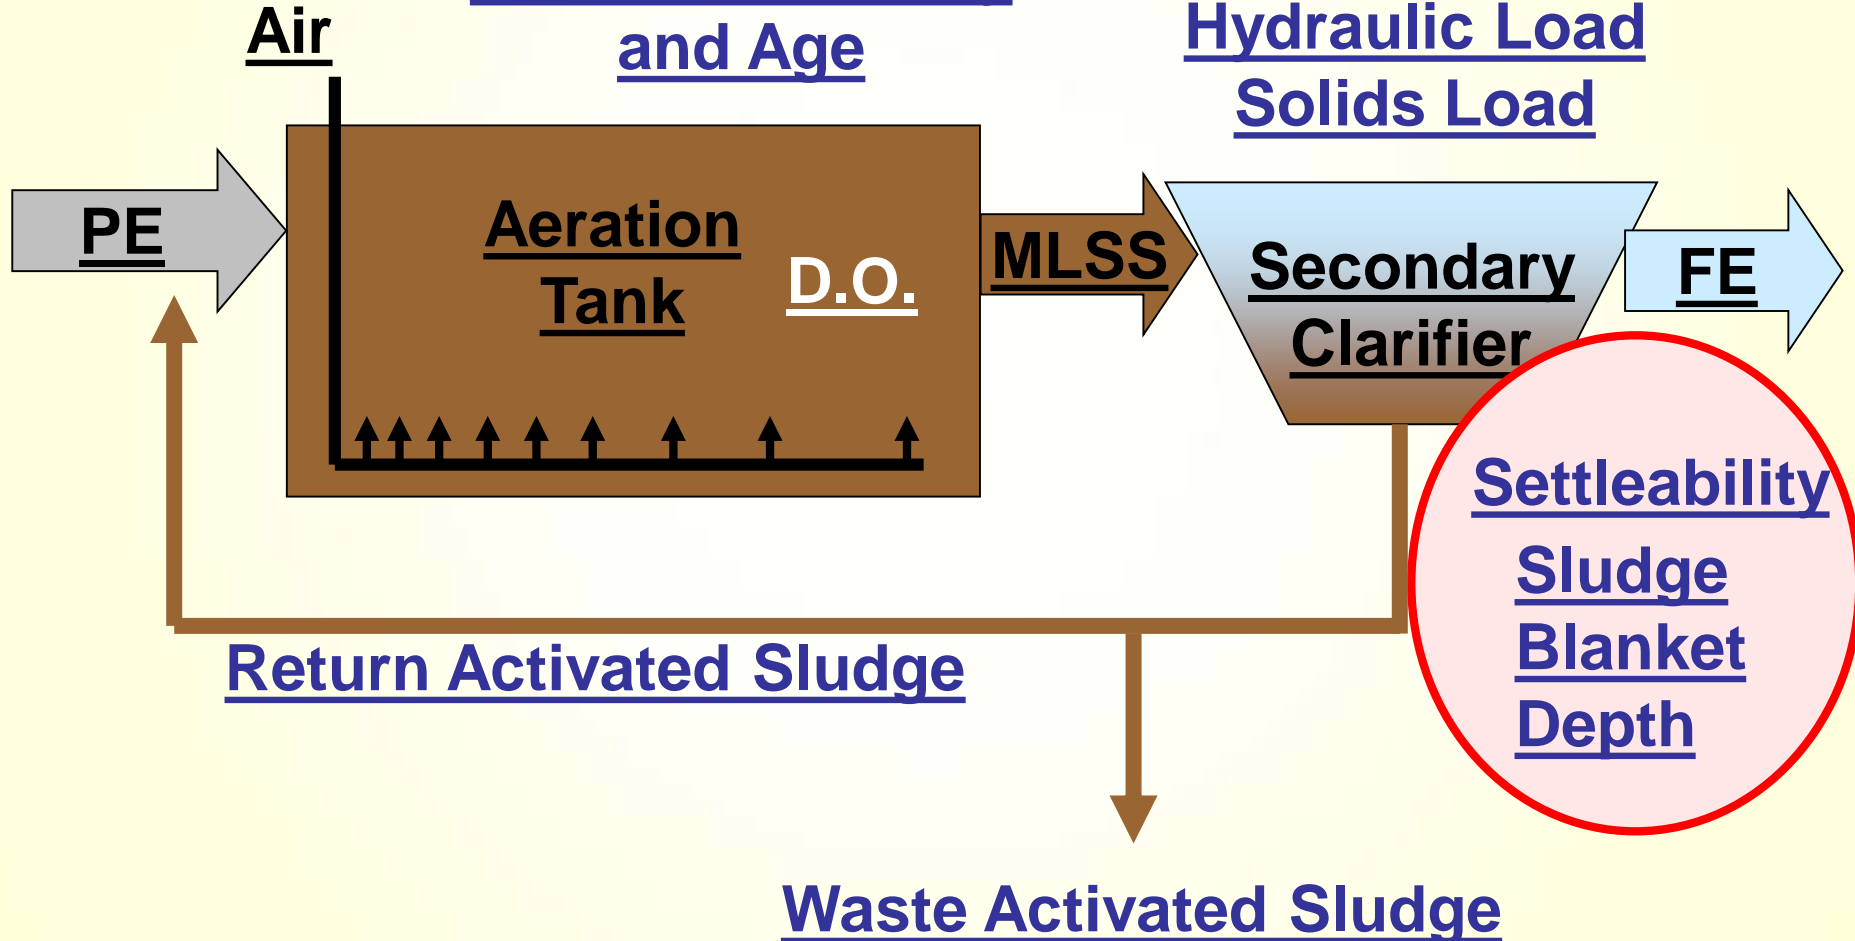 Air
and Age
Hydraulic Load
Solids Load
PE
Aeration
Tank
D.O.
MLSS
Secondary
Clarifier
FE
Settleability
Sludge
Blanket
Depth
Return Activated Sludge
Waste Activated Sludge